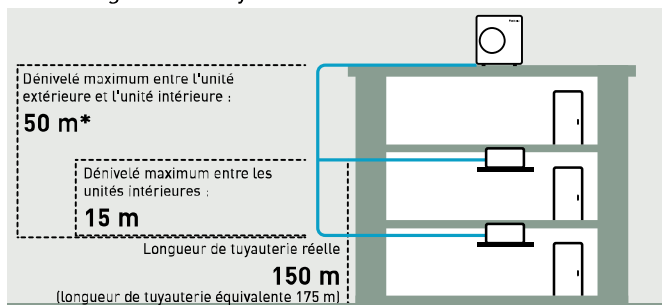 Dénivelé maximum entre l'unité
extérieure et l'unité intérieure :
50 m*
Dénivelé maximum entre les
unités intérieures :
15 m
Longueur de tuyauterie réelle
150 m
(longueur de tuyauterie équivalente 175 m)